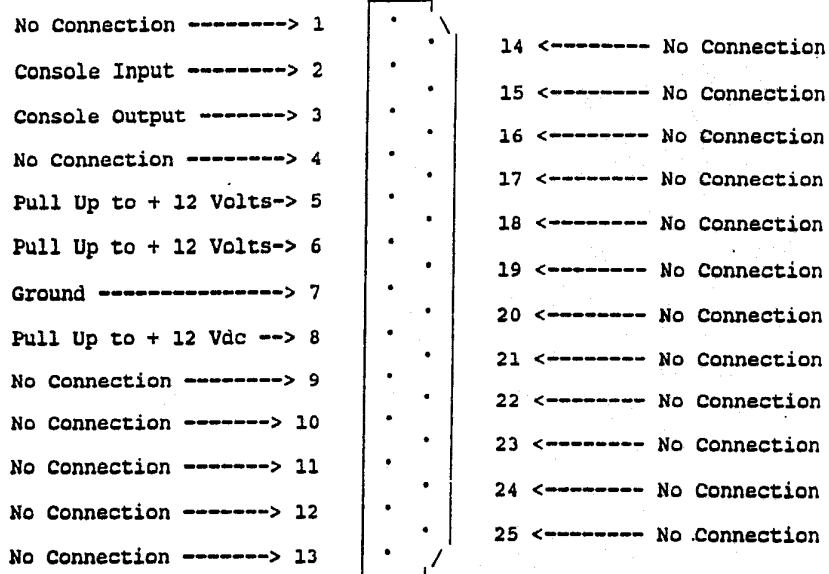 No Connection --------> 1
Console Input --------> 2
Console Output -------> 3
No Connection --------> 4
Pull Up to + 12 Volts-> 5
Pull Up to + 12 Volts-> 6
Ground ---------------> 7
Pull Up to + 12 Vdc --> 8
No Connection --------> 9
No Connection -------> 10
No Connection -------> 11
No Connection -------> 12
No Connection -------> 13
14 <-------- No Connection
15 <-------- No Connection
16 <-------- No Connection
17 <-------- No Connection
18 <-------- No Connection
19 <-------- No Connection
20 <-------- No Connection
21 <-------- No Connection
22 <-------- No Connection
23 <-------- No Connection
24 <-------- No Connection
25 <-------- No Connection